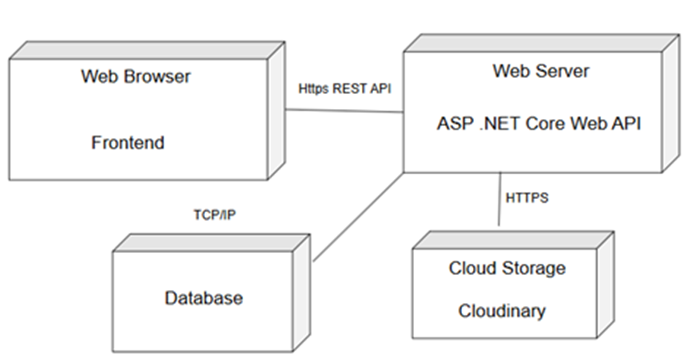 Web Browser
Frontend
Https REST API
Web Server
ASP .NET Core Web API
TCP/IP
HTTPS
Database
Cloud Storage
Cloudinary